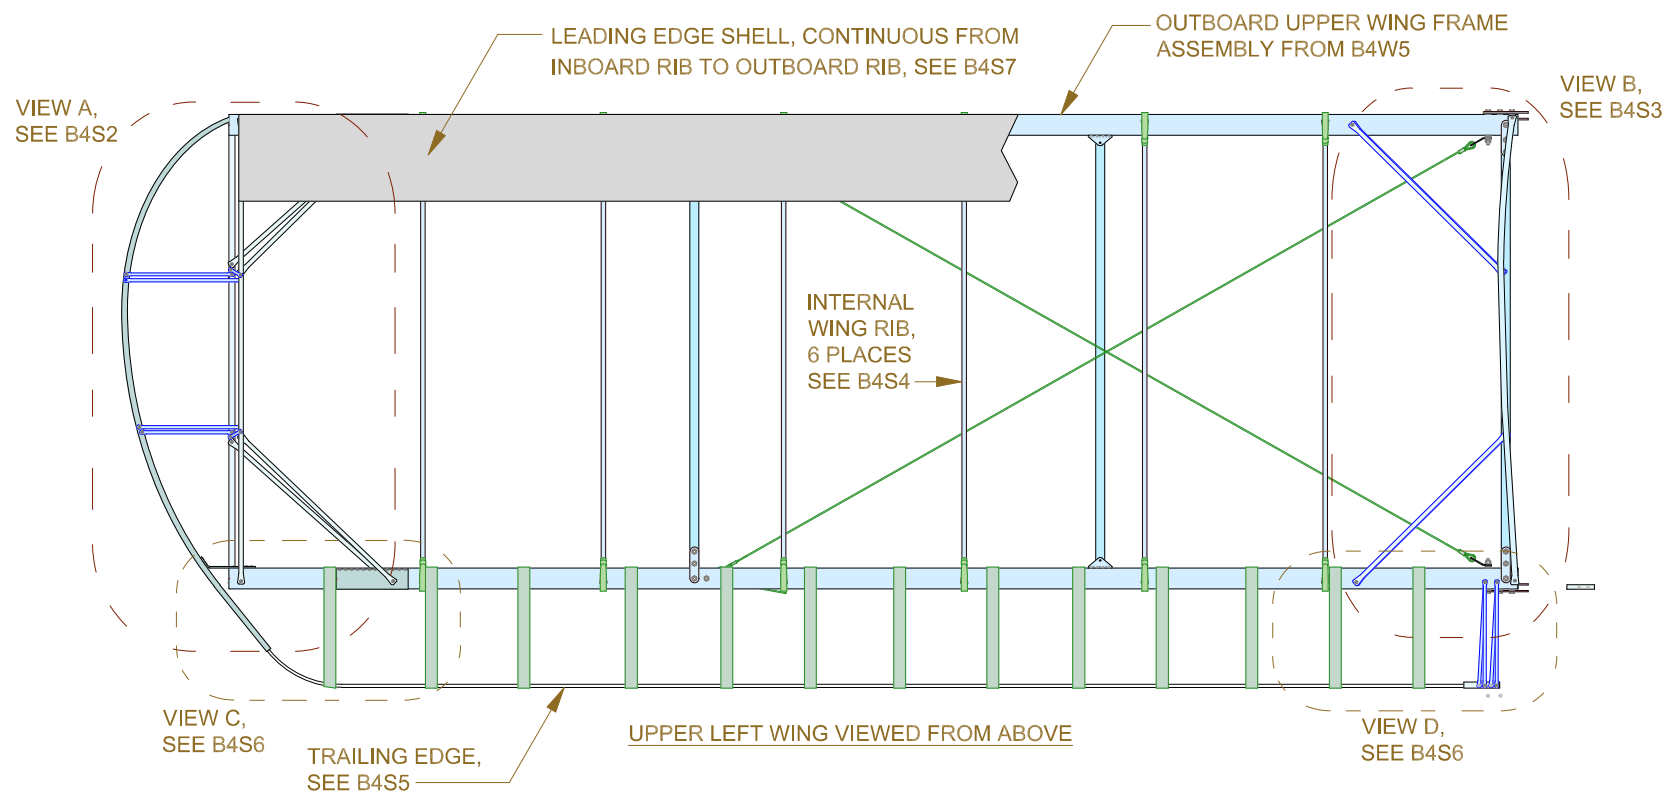 LEADING EDGE SHELL, CONTINUOUS FROM
INBOARD RIB TO OUTBOARD RIB, SEE B4S7
OUTBOARD UPPER WING FRAME
ASSEMBLY FROM B4W5
VIEW A,
SEE B4S2
VIEW B,
SEE B4S3
INTERNAL
WING RIB,
6 PLACES
SEE B4S4
VIEW C,
SEE B4S6
TRAILING EDGE,
SEE B4S5
UPPER LEFT WING VIEWED FROM ABOVE
VIEW D,
SEE B4S6